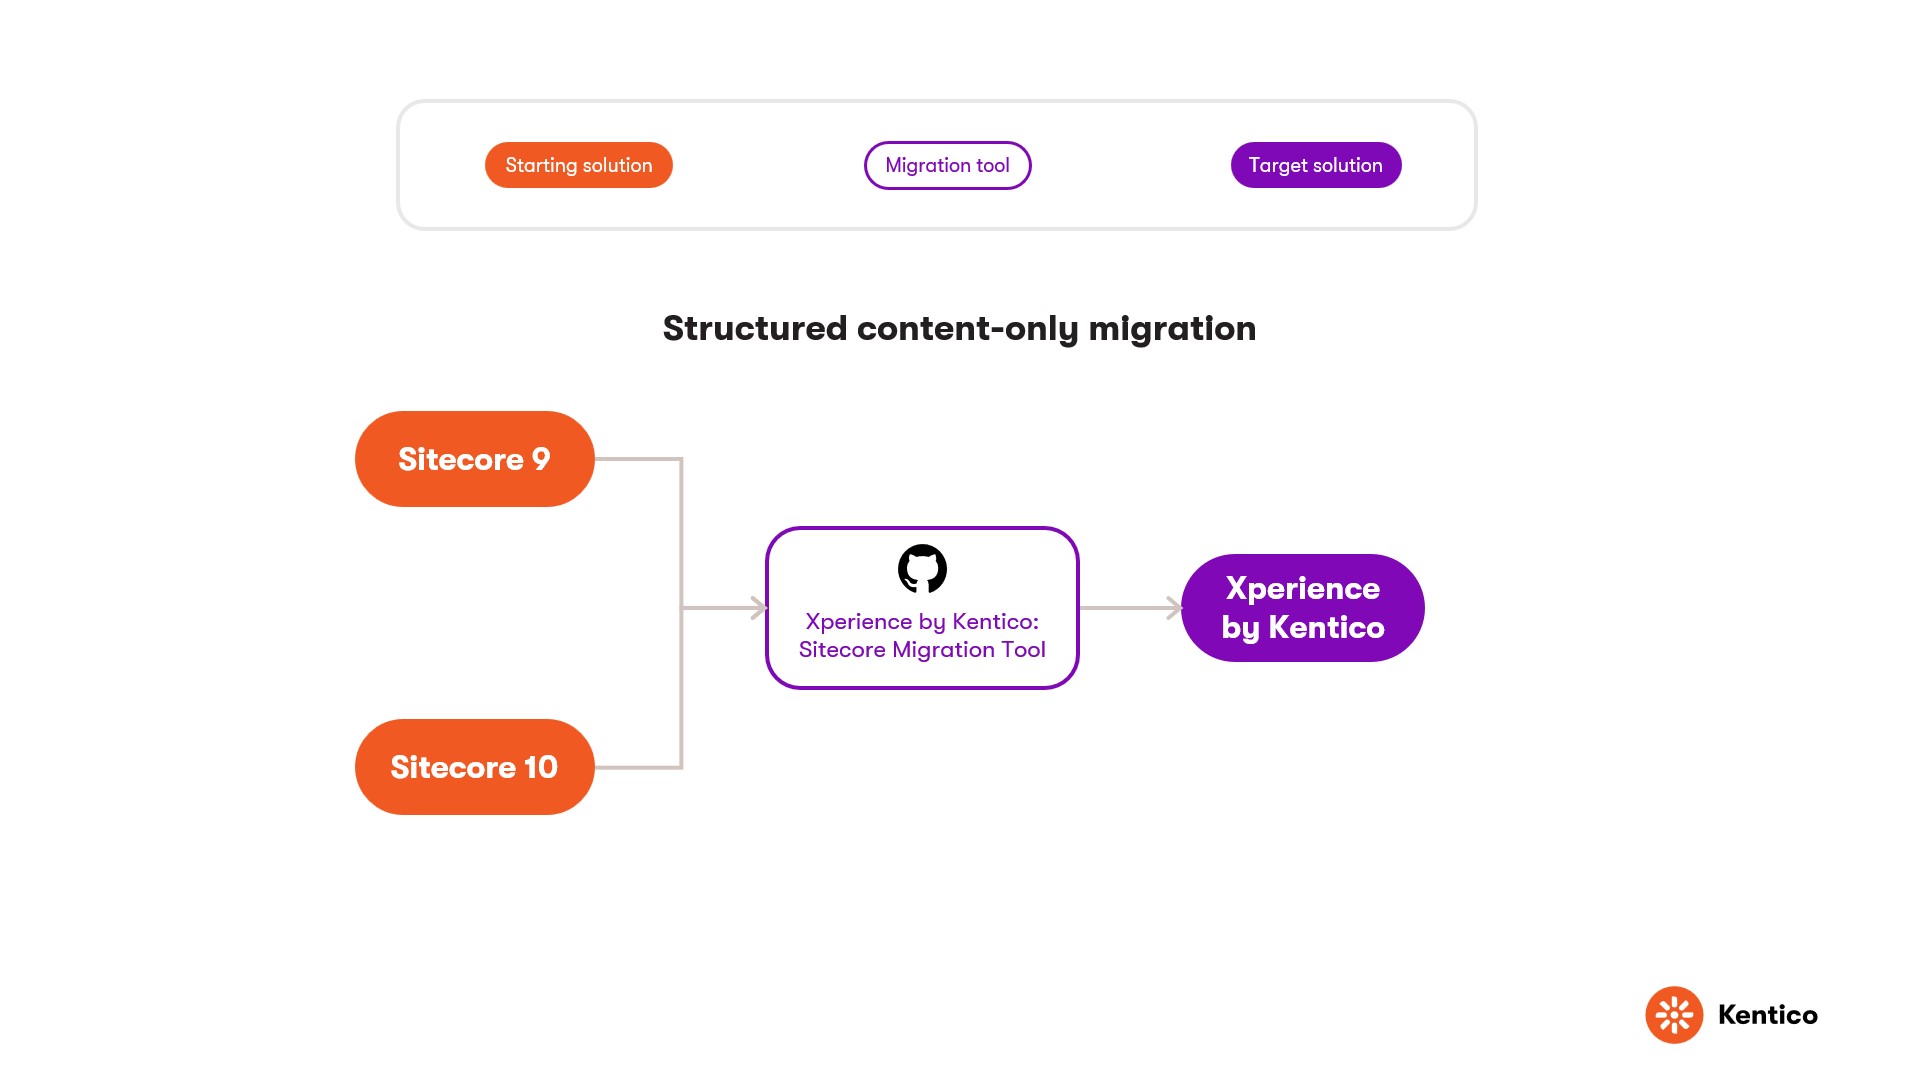 Starting solution
Migration tool
Target solution
Structured content-only migration
Sitecore 9
Sitecore 10
Xperience by Kentico:
Sitecore Migration Tool
Xperience
by Kentico
Kentico